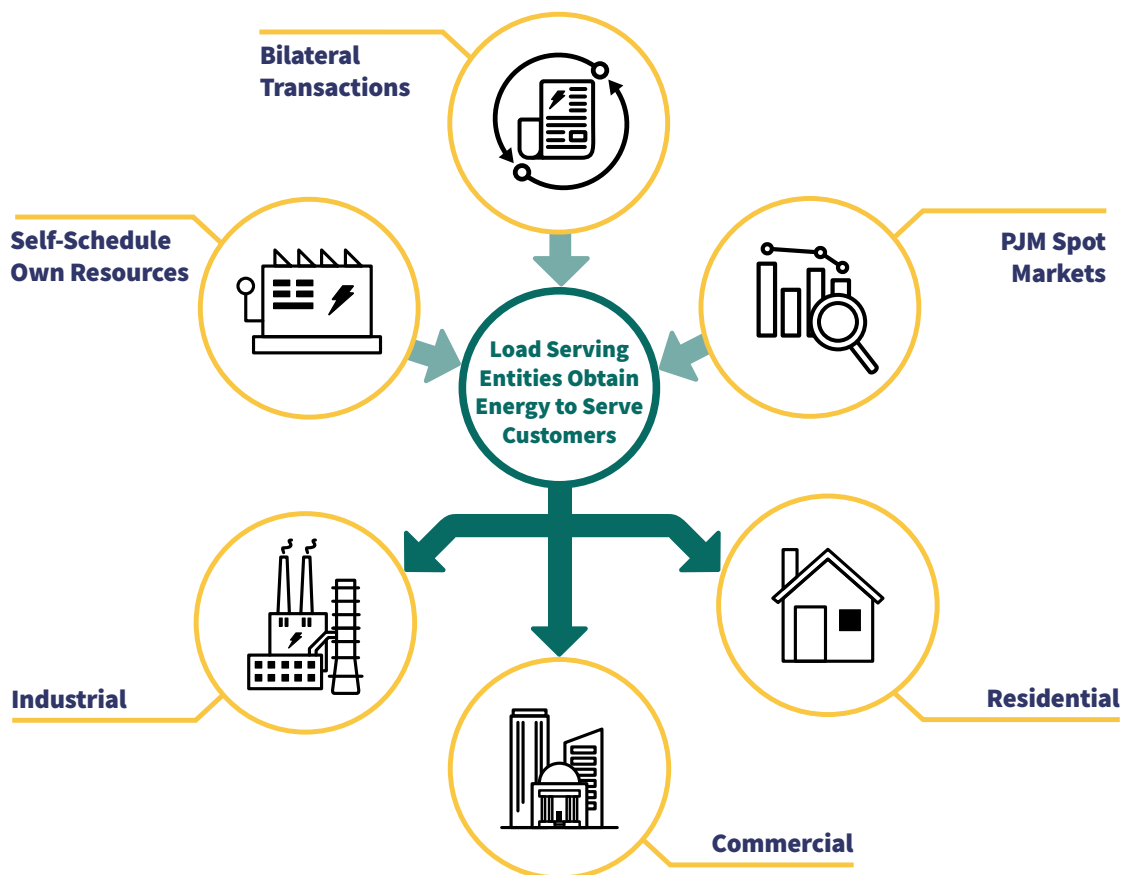 Bilateral
Transactions
Self-Schedule
Own Resources
PJM Spot
Markets
Load Serving
Entities Obtain
Energy to Serve
Customers
Industrial
Residential
Commercial